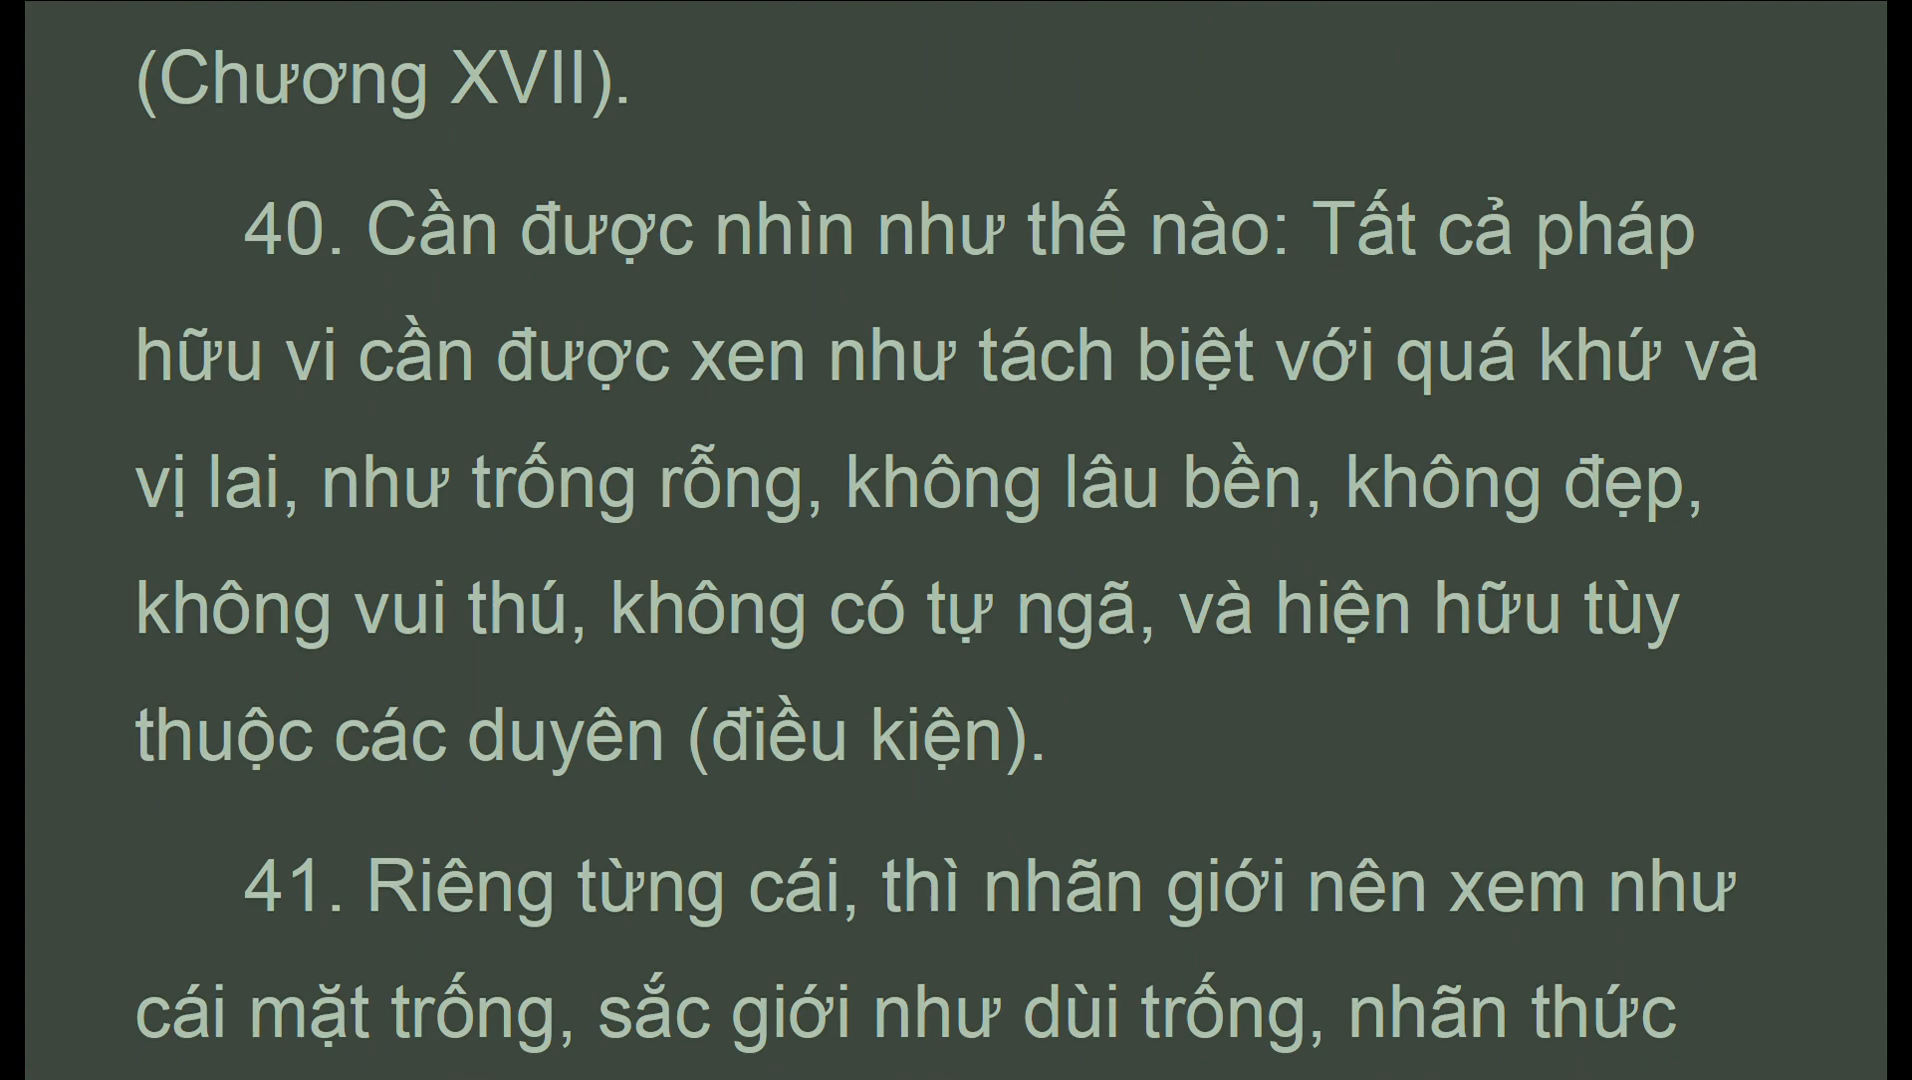 (Chương XVII).
40. Cần được nhìn như thế nào: Tất cả pháp
hữu vi cần được xen như tách biệt với quá khứ và
vị lai, như trống rỗng, không lâu bền, không đẹp,
không vui thú, không có tự ngã, và hiện hữu tùy
thuộc các duyên (điều kiện).
41. Riêng từng cái, thì nhãn giới nên xem như
cái mặt trống, sắc giới như dùi trống, nhãn thức